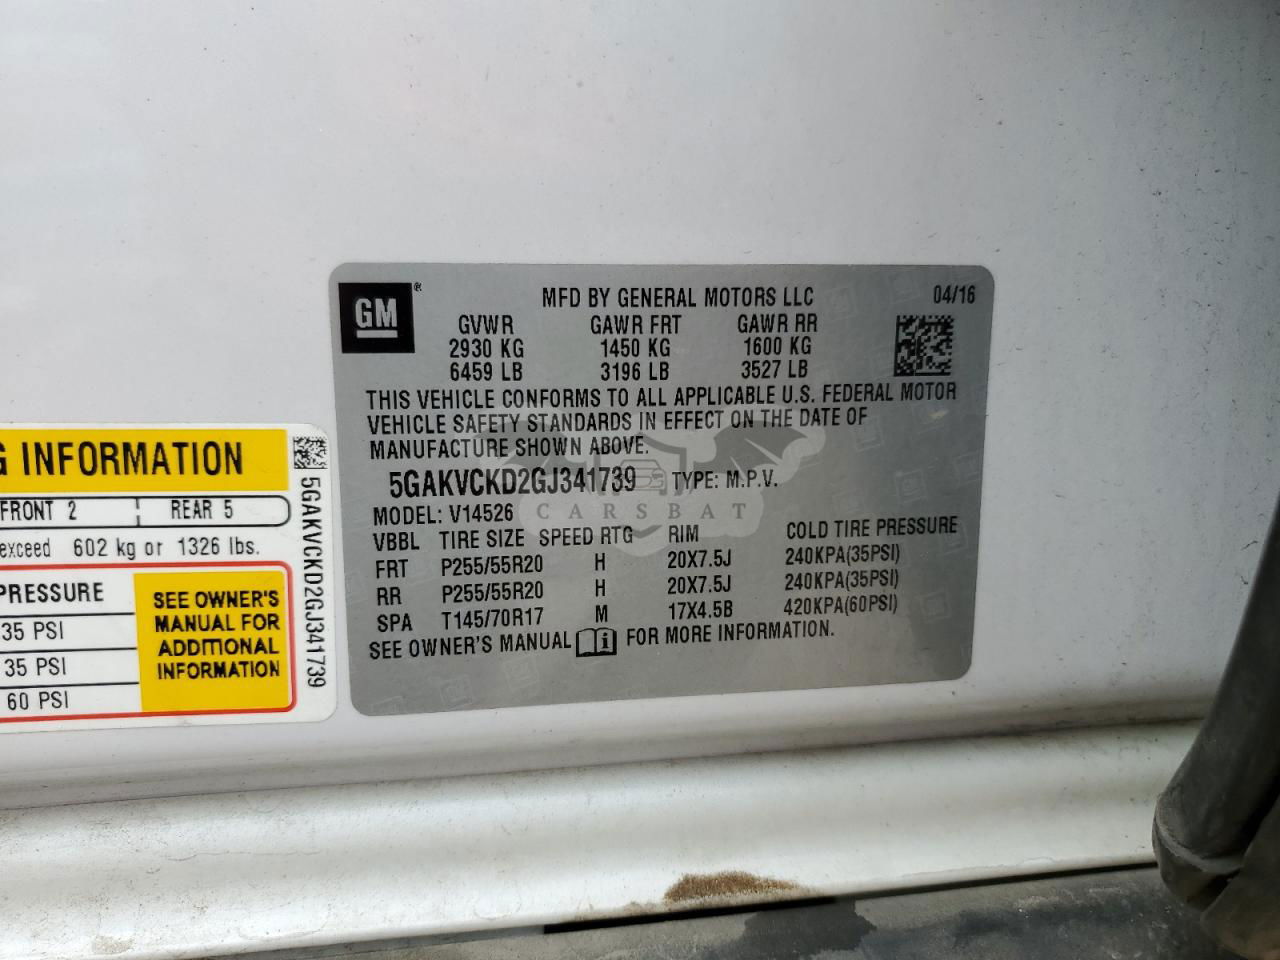 GM®
MFD BY GENERAL MOTORS LLC 04/16
GVWR GAWR FRT GAWR RR
2930 KG 1450 KG 1600 KG
6459 LB 3196 LB 3527 LB
THIS VEHICLE CONFORMS TO ALL APPLICABLE U.S. FEDERAL MOTOR
VEHICLE SAFETY STANDARDS IN EFFECT ON THE DATE OF
MANUFACTURE SHOWN ABOVE.
5GAKVCKD2GJ341739 TYPE: M.P.V.
MODEL: V14526
CARSBAT
VBBL TIRE SIZE SPEED RTG RIM COLD TIRE PRESSURE
FRT P255/55R20 H 20X7.5J 240KPA(35PSI)
RR P255/55R20 H 20X7.5J 240KPA(35PSI)
SPA T145/70R17 M 17X4.5B 420KPA(60PSI)
SEE OWNER'S MANUAL i FOR MORE INFORMATION.
G INFORMATION
FRONT 2 REAR 5
exceed 602 kg or 1326 lbs.
PRESSURE
35 PSI
35 PSI
60 PSI
SEE OWNER'S
MANUAL FOR
ADDITIONAL
INFORMATION
5GAKVCKD2GJ341739